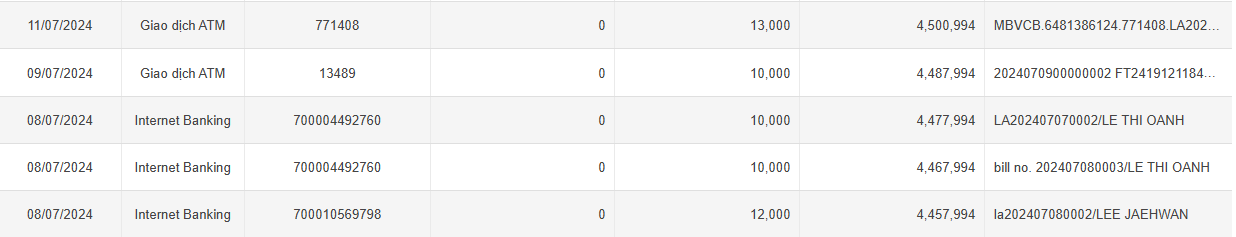 11/07/2024 Giao dịch ATM 771408 0 13,000 4,500,994 MBVCB.6481386124.771408.LA202...
09/07/2024 Giao dịch ATM 13489 0 10,000 4,487,994 2024070900000002 FT2419121184...
08/07/2024 Internet Banking 700004492760 0 10,000 4,477,994 LA202407070002/LE THI OANH
08/07/2024 Internet Banking 700004492760 0 10,000 4,467,994 bill no. 202407080003/LE THI OANH
08/07/2024 Internet Banking 700010569798 0 12,000 4,457,994 la202407080002/LEE JAEHWAN